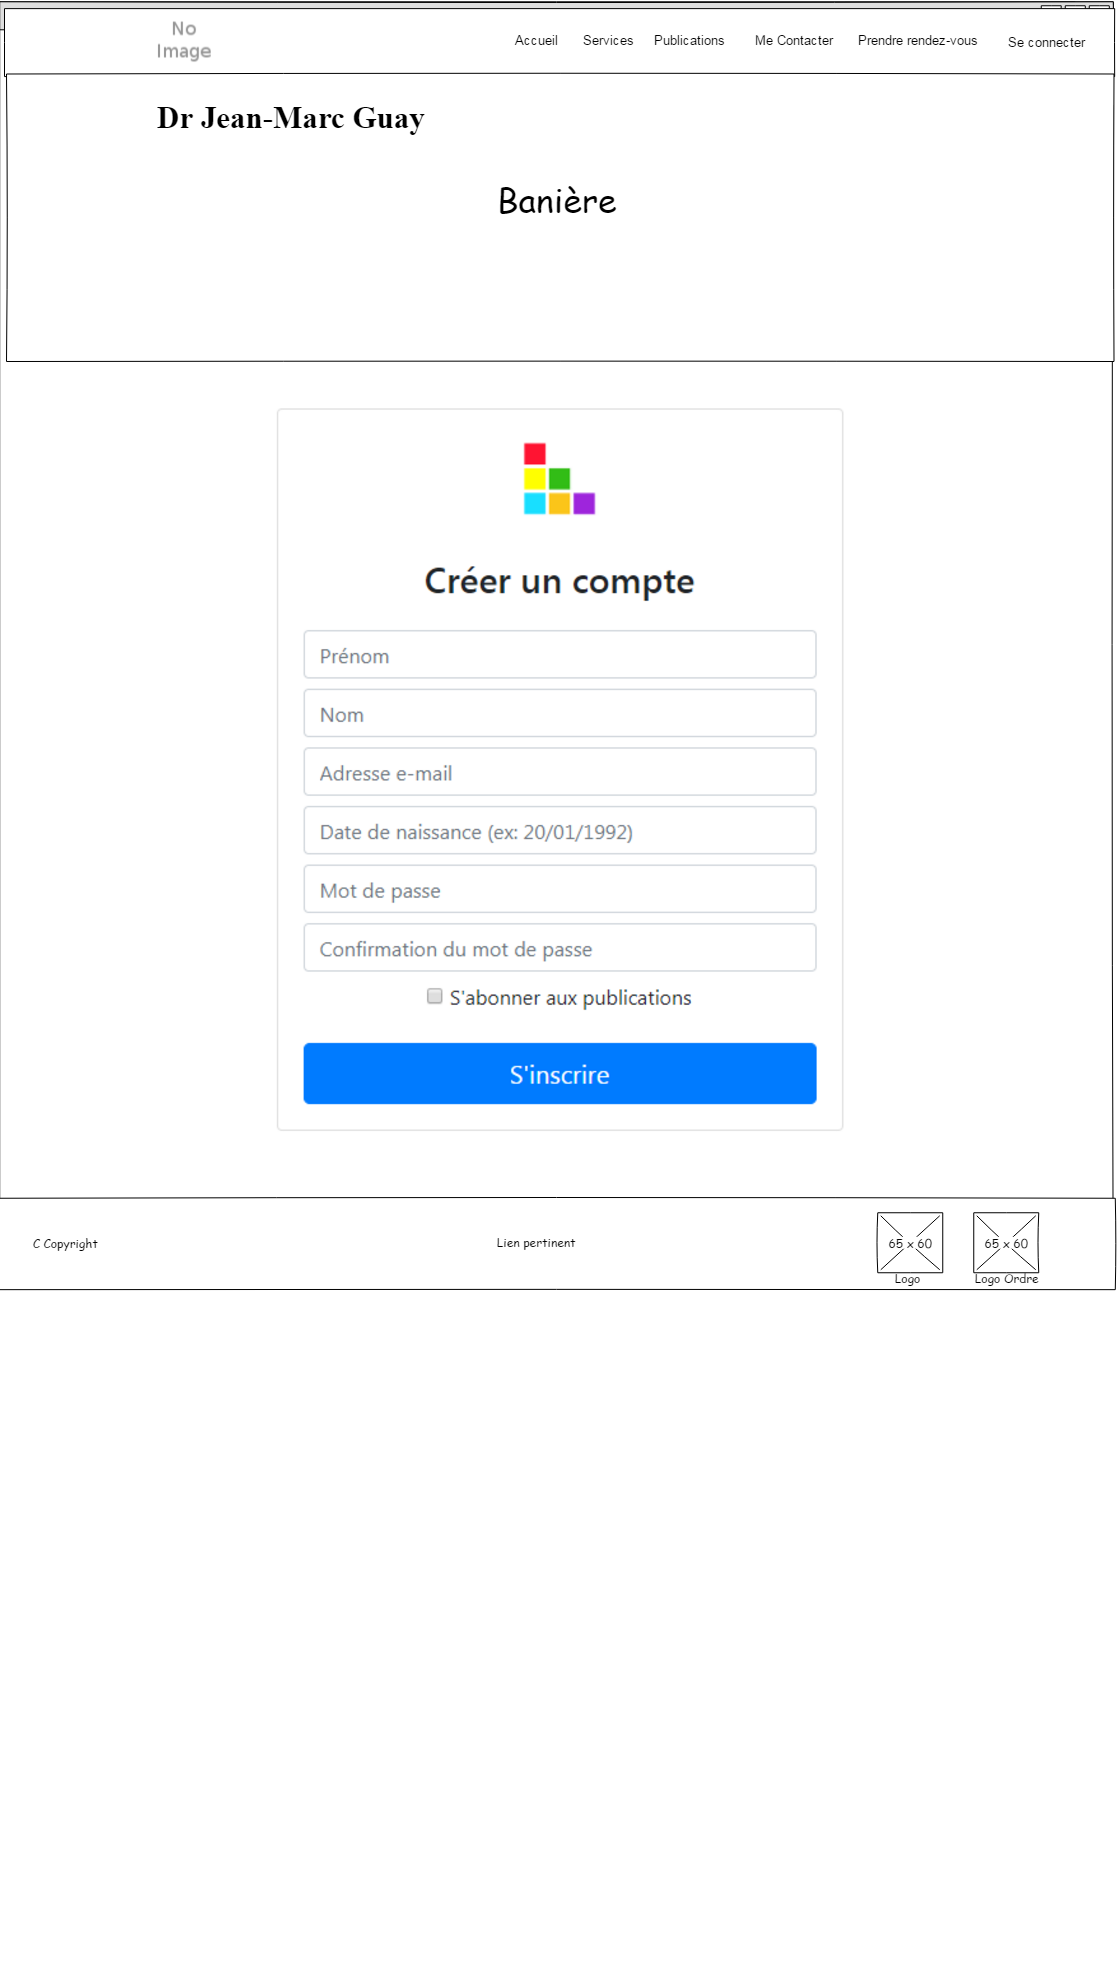 No
Image
Accueil Services Publications Me Contacter Prendre rendez-vous Se connecter
Dr Jean-Marc Guay
Banière
Créer un compte
Prénom
Nom
Adresse e-mail
Date de naissance (ex: 20/01/1992)
Mot de passe
Confirmation du mot de passe
S'abonner aux publications
S'inscrire
C Copyright
Lien pertinent
65 x 60
Logo
65 x 60
Logo Ordre